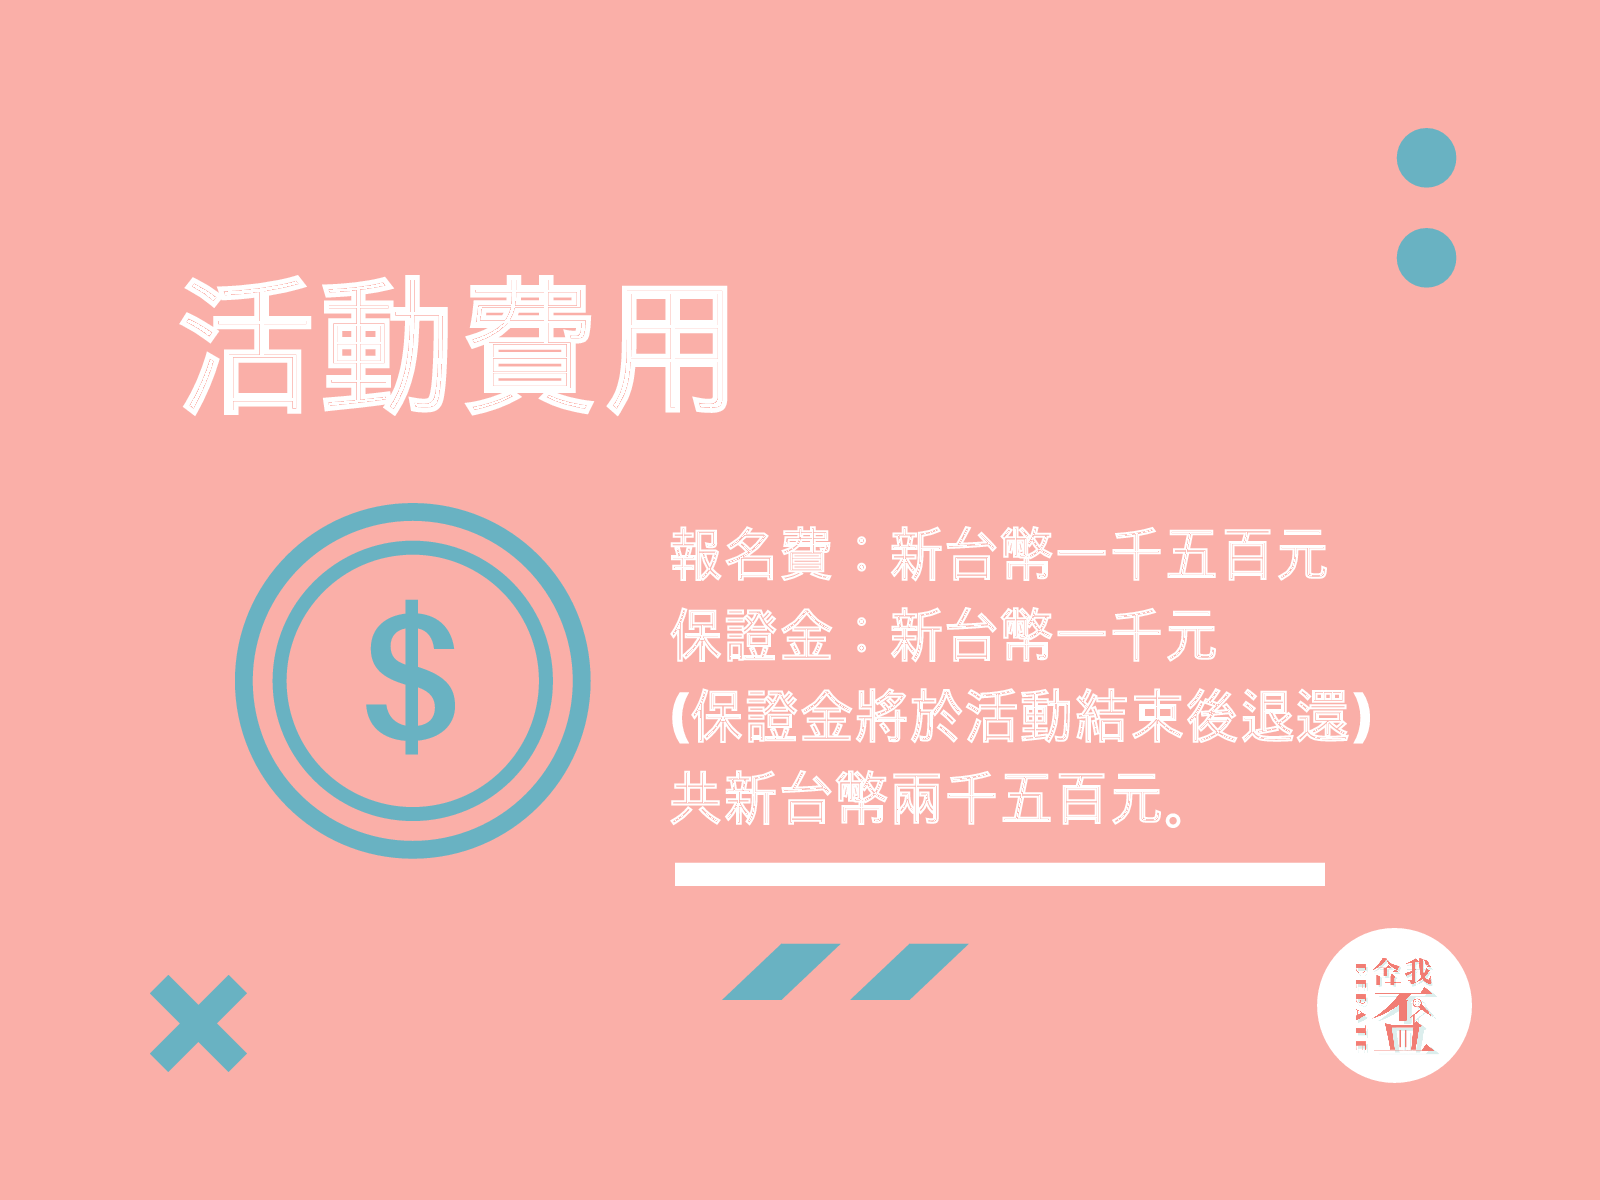 活動費用
$
報名費：新台幣一千五百元
保證金：新台幣一千元
(保證金將於活動結束後退還)
共新台幣兩千五百元。